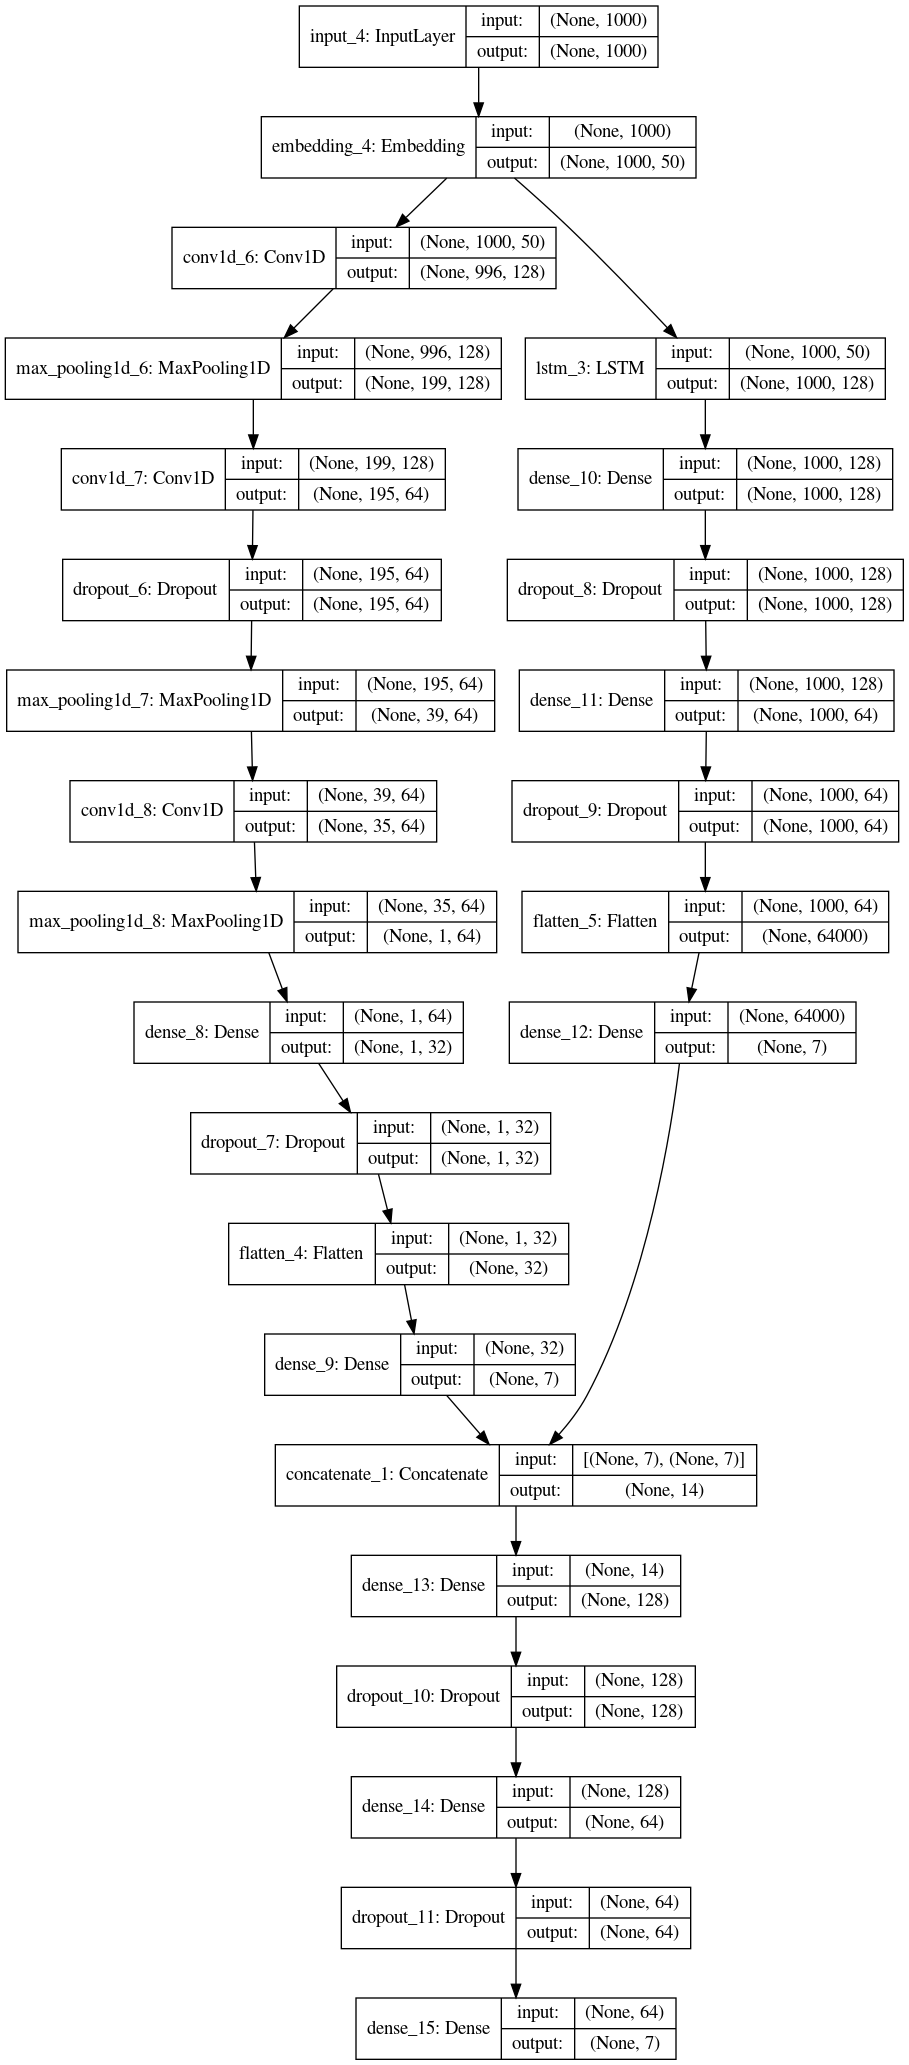 input_4: InputLayer
input: (None, 1000)
output: (None, 1000)
embedding_4: Embedding
input: (None, 1000)
output: (None, 1000, 50)
conv1d_6: Conv1D
input: (None, 1000, 50)
output: (None, 996, 128)
max_pooling1d_6: MaxPooling1D
input: (None, 996, 128)
output: (None, 199, 128)
lstm_3: LSTM
input: (None, 1000, 50)
output: (None, 1000, 128)
conv1d_7: Conv1D
input: (None, 199, 128)
output: (None, 195, 64)
dense_10: Dense
input: (None, 1000, 128)
output: (None, 1000, 128)
dropout_6: Dropout
input: (None, 195, 64)
output: (None, 195, 64)
dropout_8: Dropout
input: (None, 1000, 128)
output: (None, 1000, 128)
max_pooling1d_7: MaxPooling1D
input: (None, 195, 64)
output: (None, 39, 64)
dense_11: Dense
input: (None, 1000, 128)
output: (None, 1000, 64)
conv1d_8: Conv1D
input: (None, 39, 64)
output: (None, 35, 64)
dropout_9: Dropout
input: (None, 1000, 64)
output: (None, 1000, 64)
max_pooling1d_8: MaxPooling1D
input: (None, 35, 64)
output: (None, 1, 64)
flatten_5: Flatten
input: (None, 1000, 64)
output: (None, 64000)
dense_8: Dense
input: (None, 1, 64)
output: (None, 1, 32)
dense_12: Dense
input: (None, 64000)
output: (None, 7)
dropout_7: Dropout
input: (None, 1, 32)
output: (None, 1, 32)
flatten_4: Flatten
input: (None, 1, 32)
output: (None, 32)
dense_9: Dense
input: (None, 32)
output: (None, 7)
concatenate_1: Concatenate
input: [(None, 7), (None, 7)]
output: (None, 14)
dense_13: Dense
input: (None, 14)
output: (None, 128)
dropout_10: Dropout
input: (None, 128)
output: (None, 128)
dense_14: Dense
input: (None, 128)
output: (None, 64)
dropout_11: Dropout
input: (None, 64)
output: (None, 64)
dense_15: Dense
input: (None, 64)
output: (None, 7)